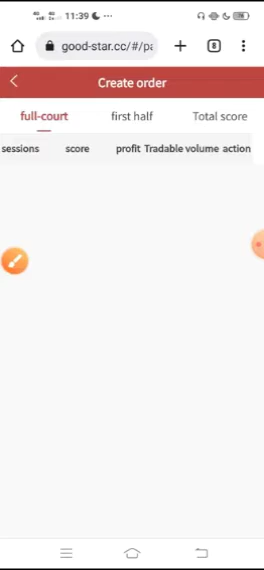 11:39
good-star.cc/#/pa
8
Create order
full-court first half Total score
sessions score profit Tradable volume action